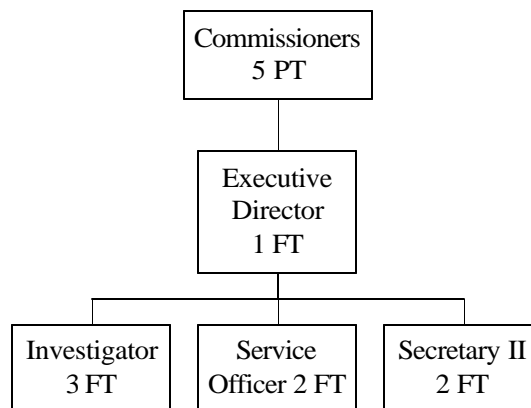 Commissioners
5 PT
Executive
Director
1 FT
Investigator
3 FT
Service
Officer 2 FT
Secretary II
2 FT